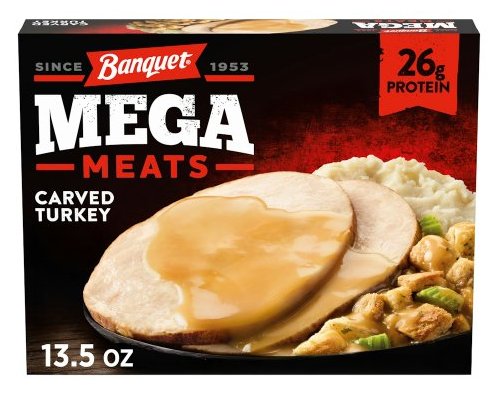 SINCE Banquet® 1953
MEGA
MEATS
CARVED
TURKEY
26g
PROTEIN
13.5 OZ